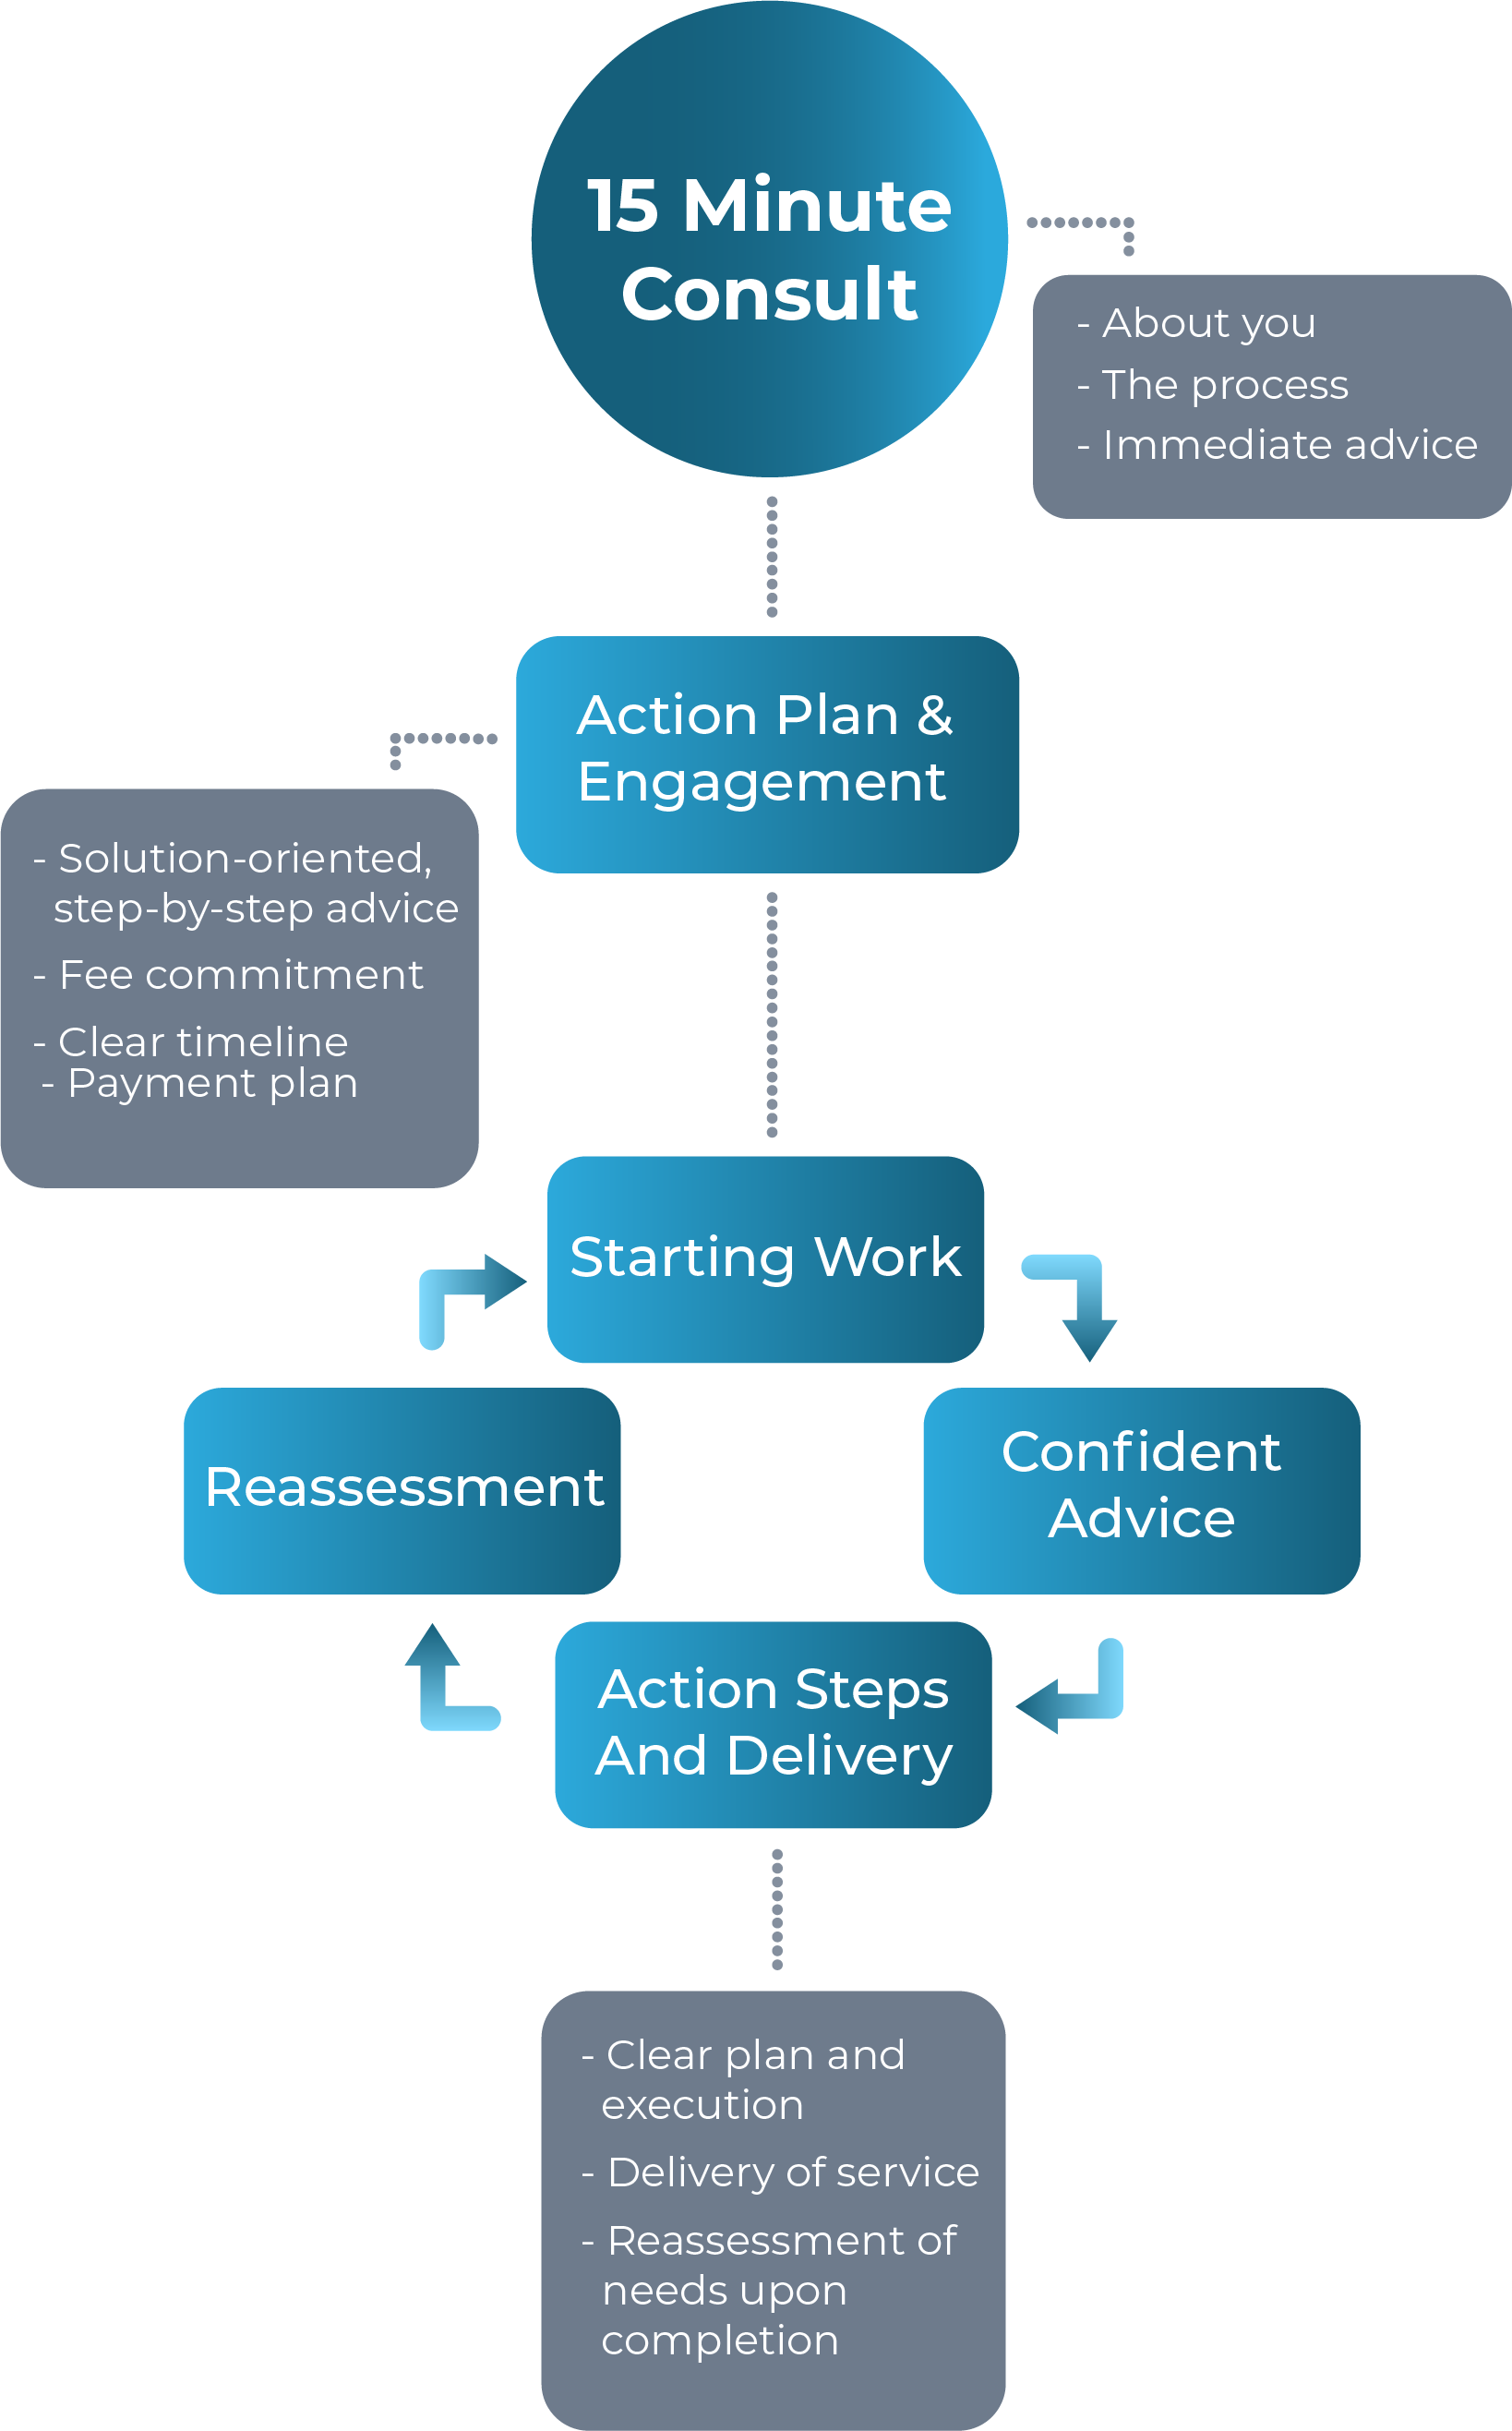 15 Minute
Consult
- About you
- The process
- Immediate advice
Action Plan &
Engagement
- Solution-oriented,
step-by-step advice
- Fee commitment
- Clear timeline
- Payment plan
Starting Work
Reassessment
Confident
Advice
Action Steps
And Delivery
- Clear plan and
execution
- Delivery of service
- Reassessment of
needs upon
completion